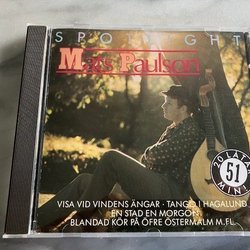 SPOTLIGHT
Mats Paulson
20 LÅTAR
51
MIN
VISA VID VINDENS ÄNGAR · TANGO I HAGALUND
EN STAD EN MORGON
BLANDAD KÖR PÅ ÖFRE ÖSTERMALM M.FL.